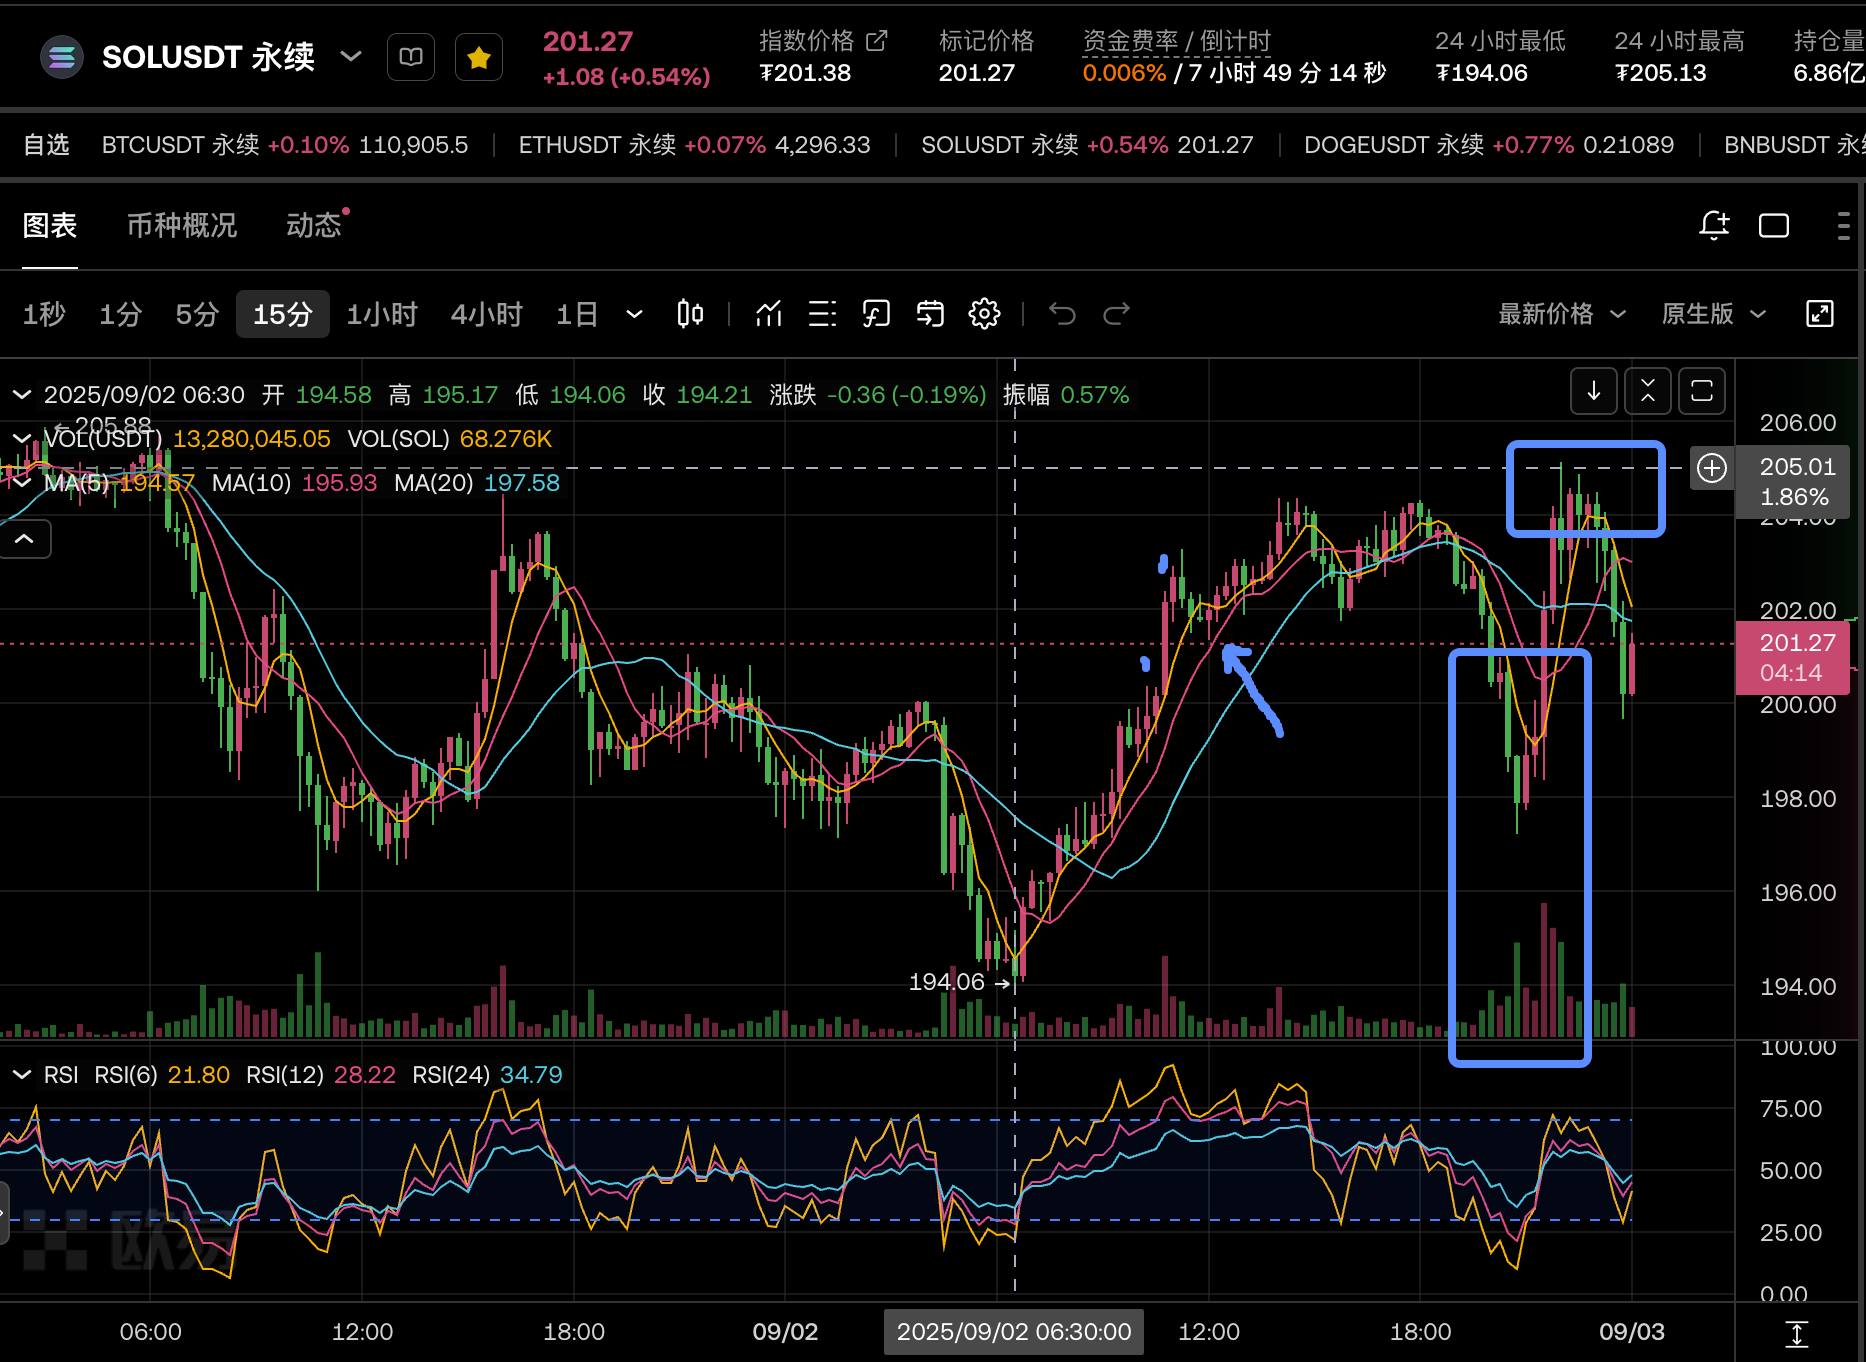 SOLUSDT 永续
201.27
+1.08 (+0.54%)
指数价格
₮201.38
标记价格
201.27
资金费率 / 倒计时
0.006% / 7 小时 49 分 14 秒
24 小时最低
₮194.06
24 小时最高
₮205.13
持仓量
6.86亿
自选 BTCUSDT 永续 +0.10% 110,905.5 ETHUSDT 永续 +0.07% 4,296.33 SOLUSDT 永续 +0.54% 201.27 DOGEUSDT 永续 +0.77% 0.21089 BNBUSDT 永续
图表 币种概况 动态
1秒 1分 5分 15分 1小时 4小时 1日 最新价格 原生版
2025/09/02 06:30 开 194.58 高 195.17 低 194.06 收 194.21 涨跌 -0.36 (-0.19%) 振幅 0.57%
205.88
VOL(USDT) 13,280,045.05 VOL(SOL) 68.276K
MA(5) 194.57 MA(10) 195.93 MA(20) 197.58
206.00
205.01
1.86%
204.00
202.00
201.27
04:14
200.00
198.00
196.00
194.06
194.00
100.00
RSI RSI(6) 21.80 RSI(12) 28.22 RSI(24) 34.79
75.00
50.00
25.00
欧易
0.00
06:00 12:00 18:00 09/02 2025/09/02 06:30:00 12:00 18:00 09/03